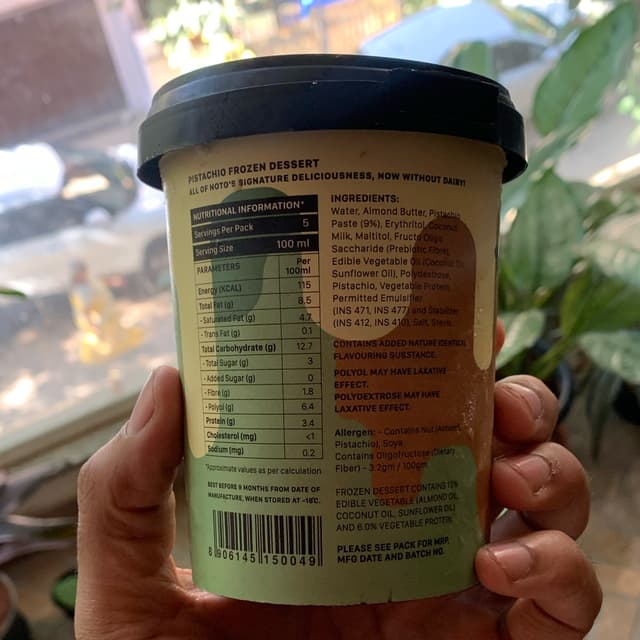 PISTACHIO FROZEN DESSERT
ALL OF NOTO'S SIGNATURE DELICIOUSNESS, NOW WITHOUT DAIRY!
NUTRITIONAL INFORMATION*
Servings Per Pack 5
Serving Size 100 ml
PARAMETERS Per 100ml
Energy (KCAL) 115
Total Fat (g) 8.5
- Saturated Fat (g) 4.7
- Trans Fat (g) 0.1
Total Carbohydrate (g) 12.7
- Total Sugar (g) 3
- Added Sugar (g) 0
- Fibre (g) 1.8
- Polyol (g) 6.4
Protein (g) 3.4
Cholesterol (mg) <1
Sodium (mg) 0.2
*Approximate values as per calculation
BEST BEFORE 9 MONTHS FROM DATE OF
MANUFACTURE, WHEN STORED AT -18°C.
8 906145 150049
INGREDIENTS:
Water, Almond Butter, Pistachio
Paste (9%), Erythritol, Coconut
Milk, Maltitol, Fructo Oligo
Saccharide (Prebiotic Fibre),
Edible Vegetable Oil (Coconut Oil,
Sunflower Oil), Polydextrose,
Pistachio, Vegetable Protein,
Permitted Emulsifier
(INS 471, INS 477) and Stabilizer
(INS 412, INS 410), Salt, Stevia
CONTAINS ADDED NATURE IDENTICAL
FLAVOURING SUBSTANCE.
POLYOL MAY HAVE LAXATIVE
EFFECT.
POLYDEXTROSE MAY HAVE
LAXATIVE EFFECT.
Allergen: - Contains Nut (Almond,
Pistachio), Soya
Contains Oligofructose (Dietary
Fiber) - 3.2gm / 100gm
FROZEN DESSERT CONTAINS 10%
EDIBLE VEGETABLE (ALMOND OIL,
COCONUT OIL, SUNFLOWER OIL)
AND 6.0% VEGETABLE PROTEIN
PLEASE SEE PACK FOR MRP,
MFG DATE AND BATCH NO.